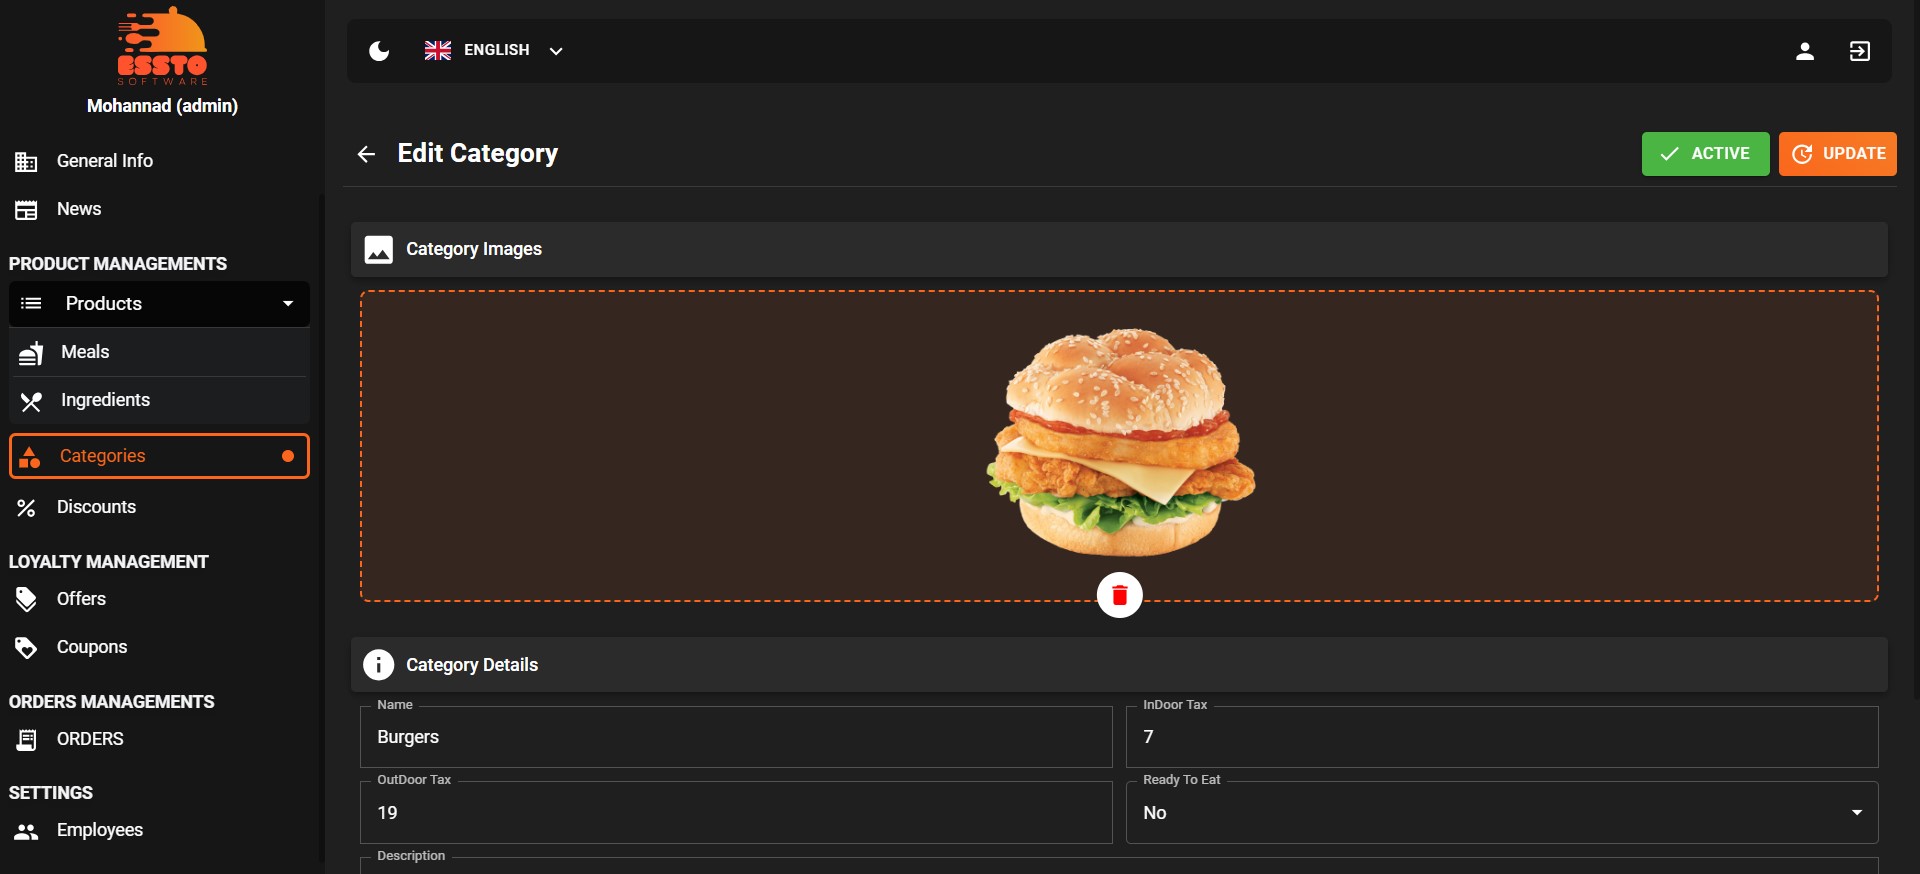 ESSTO
SOFTWARE
Mohannad (admin)
General Info
News
PRODUCT MANAGEMENTS
Products
Meals
Ingredients
Categories
Discounts
LOYALTY MANAGEMENT
Offers
Coupons
ORDERS MANAGEMENTS
ORDERS
SETTINGS
Employees
ENGLISH
Edit Category
ACTIVE
UPDATE
Category Images
Category Details
Name
Burgers
InDoor Tax
7
OutDoor Tax
19
Ready To Eat
No
Description